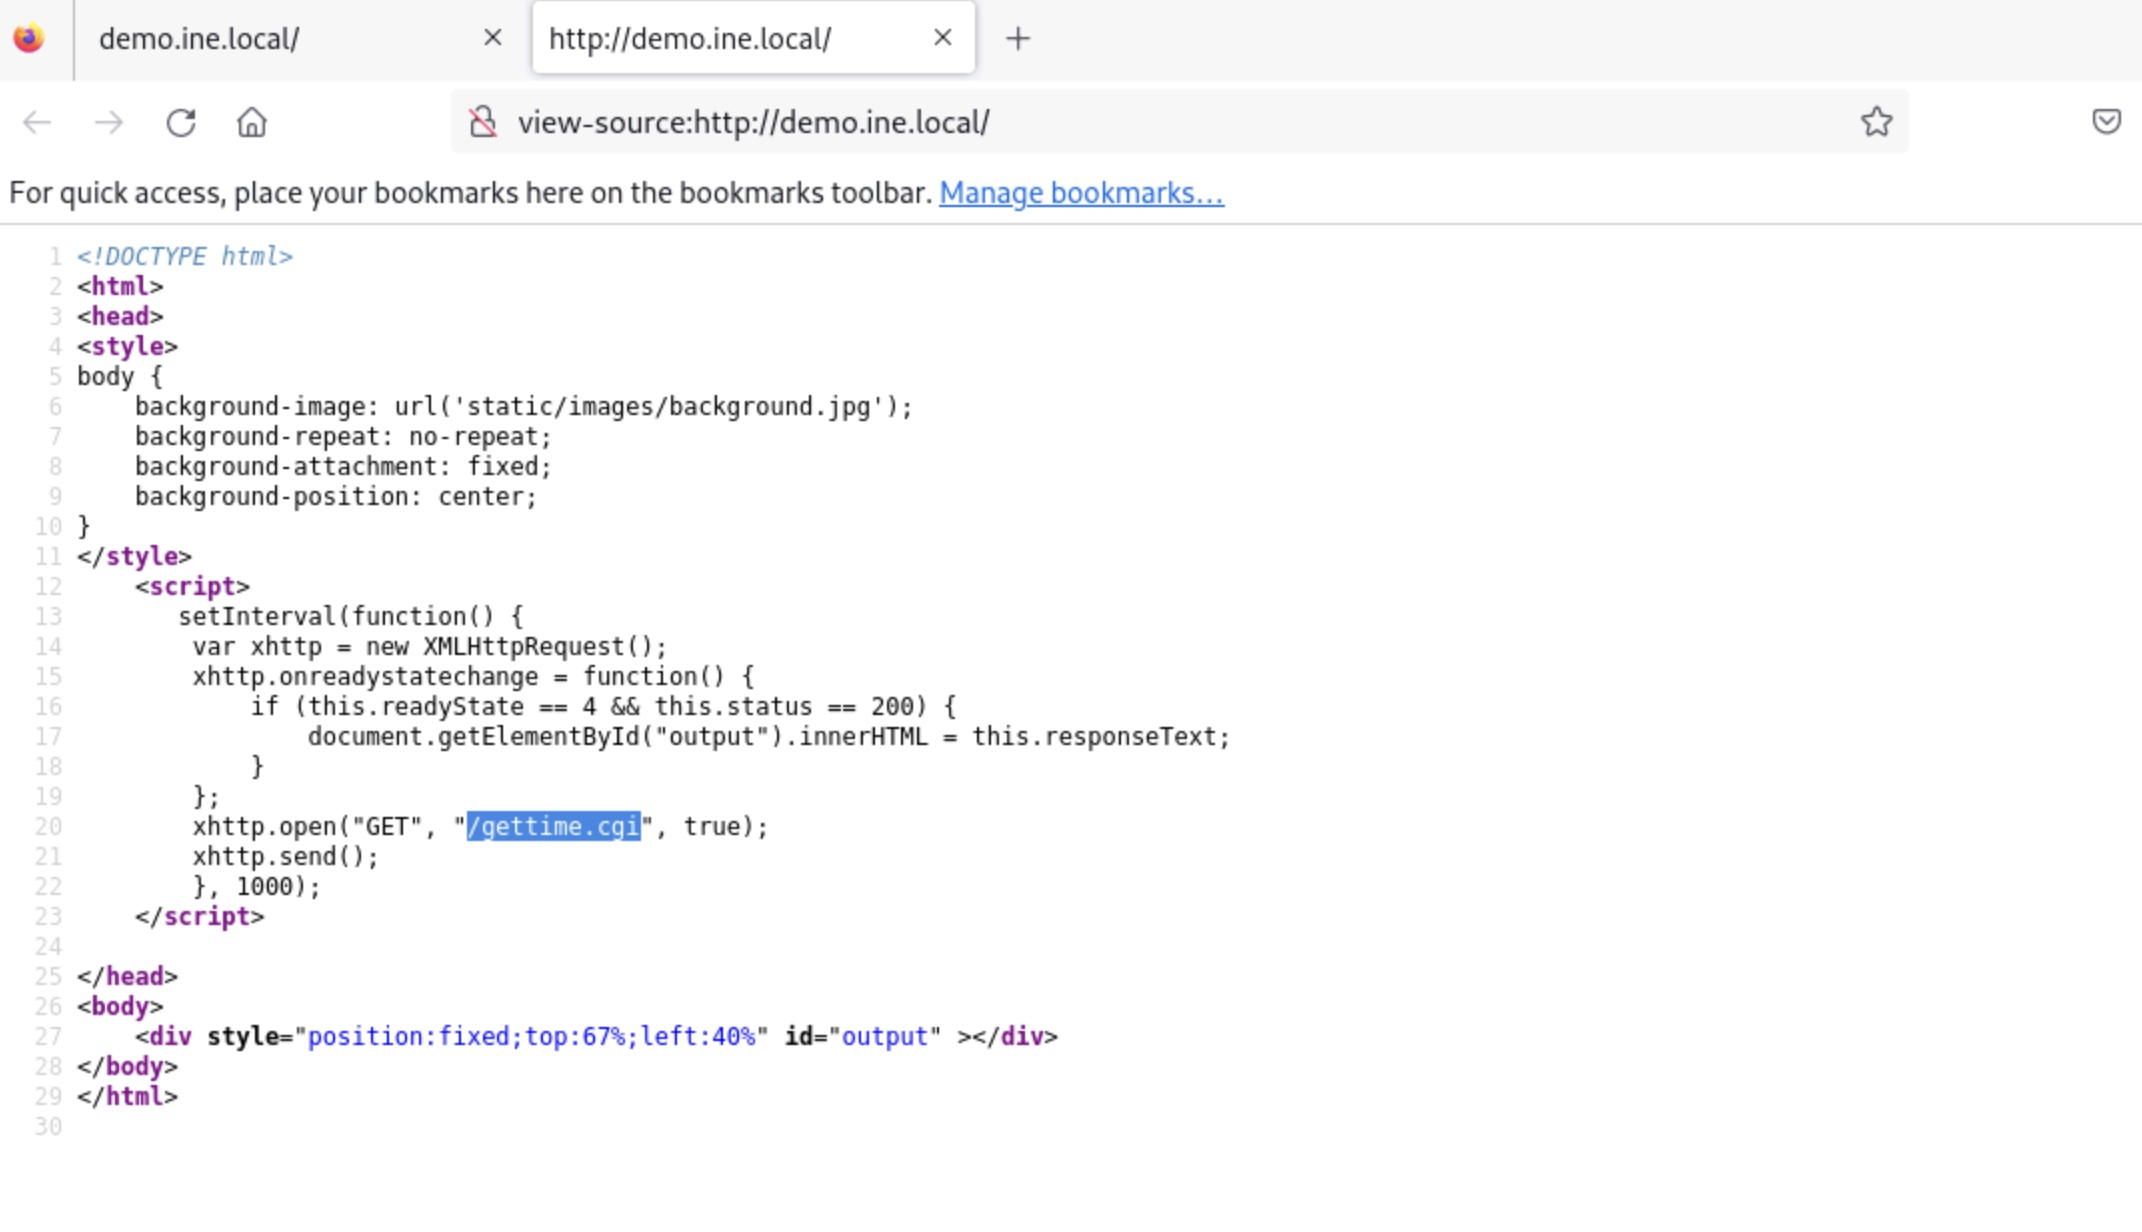 demo.ine.local/
http://demo.ine.local/
view-source:http://demo.ine.local/
For quick access, place your bookmarks here on the bookmarks toolbar. Manage bookmarks...
1 <!DOCTYPE html>
2 <html>
3 <head>
4 <style>
5 body {
6     background-image: url('static/images/background.jpg');
7     background-repeat: no-repeat;
8     background-attachment: fixed;
9     background-position: center;
10 }
11 </style>
12     <script>
13        setInterval(function() {
14         var xhttp = new XMLHttpRequest();
15         xhttp.onreadystatechange = function() {
16             if (this.readyState == 4 && this.status == 200) {
17                 document.getElementById("output").innerHTML = this.responseText;
18             }
19         };
20         xhttp.open("GET", "/gettime.cgi", true);
21         xhttp.send();
22         }, 1000);
23     </script>
24
25 </head>
26 <body>
27     <div style="position:fixed;top:67%;left:40%" id="output" ></div>
28 </body>
29 </html>
30